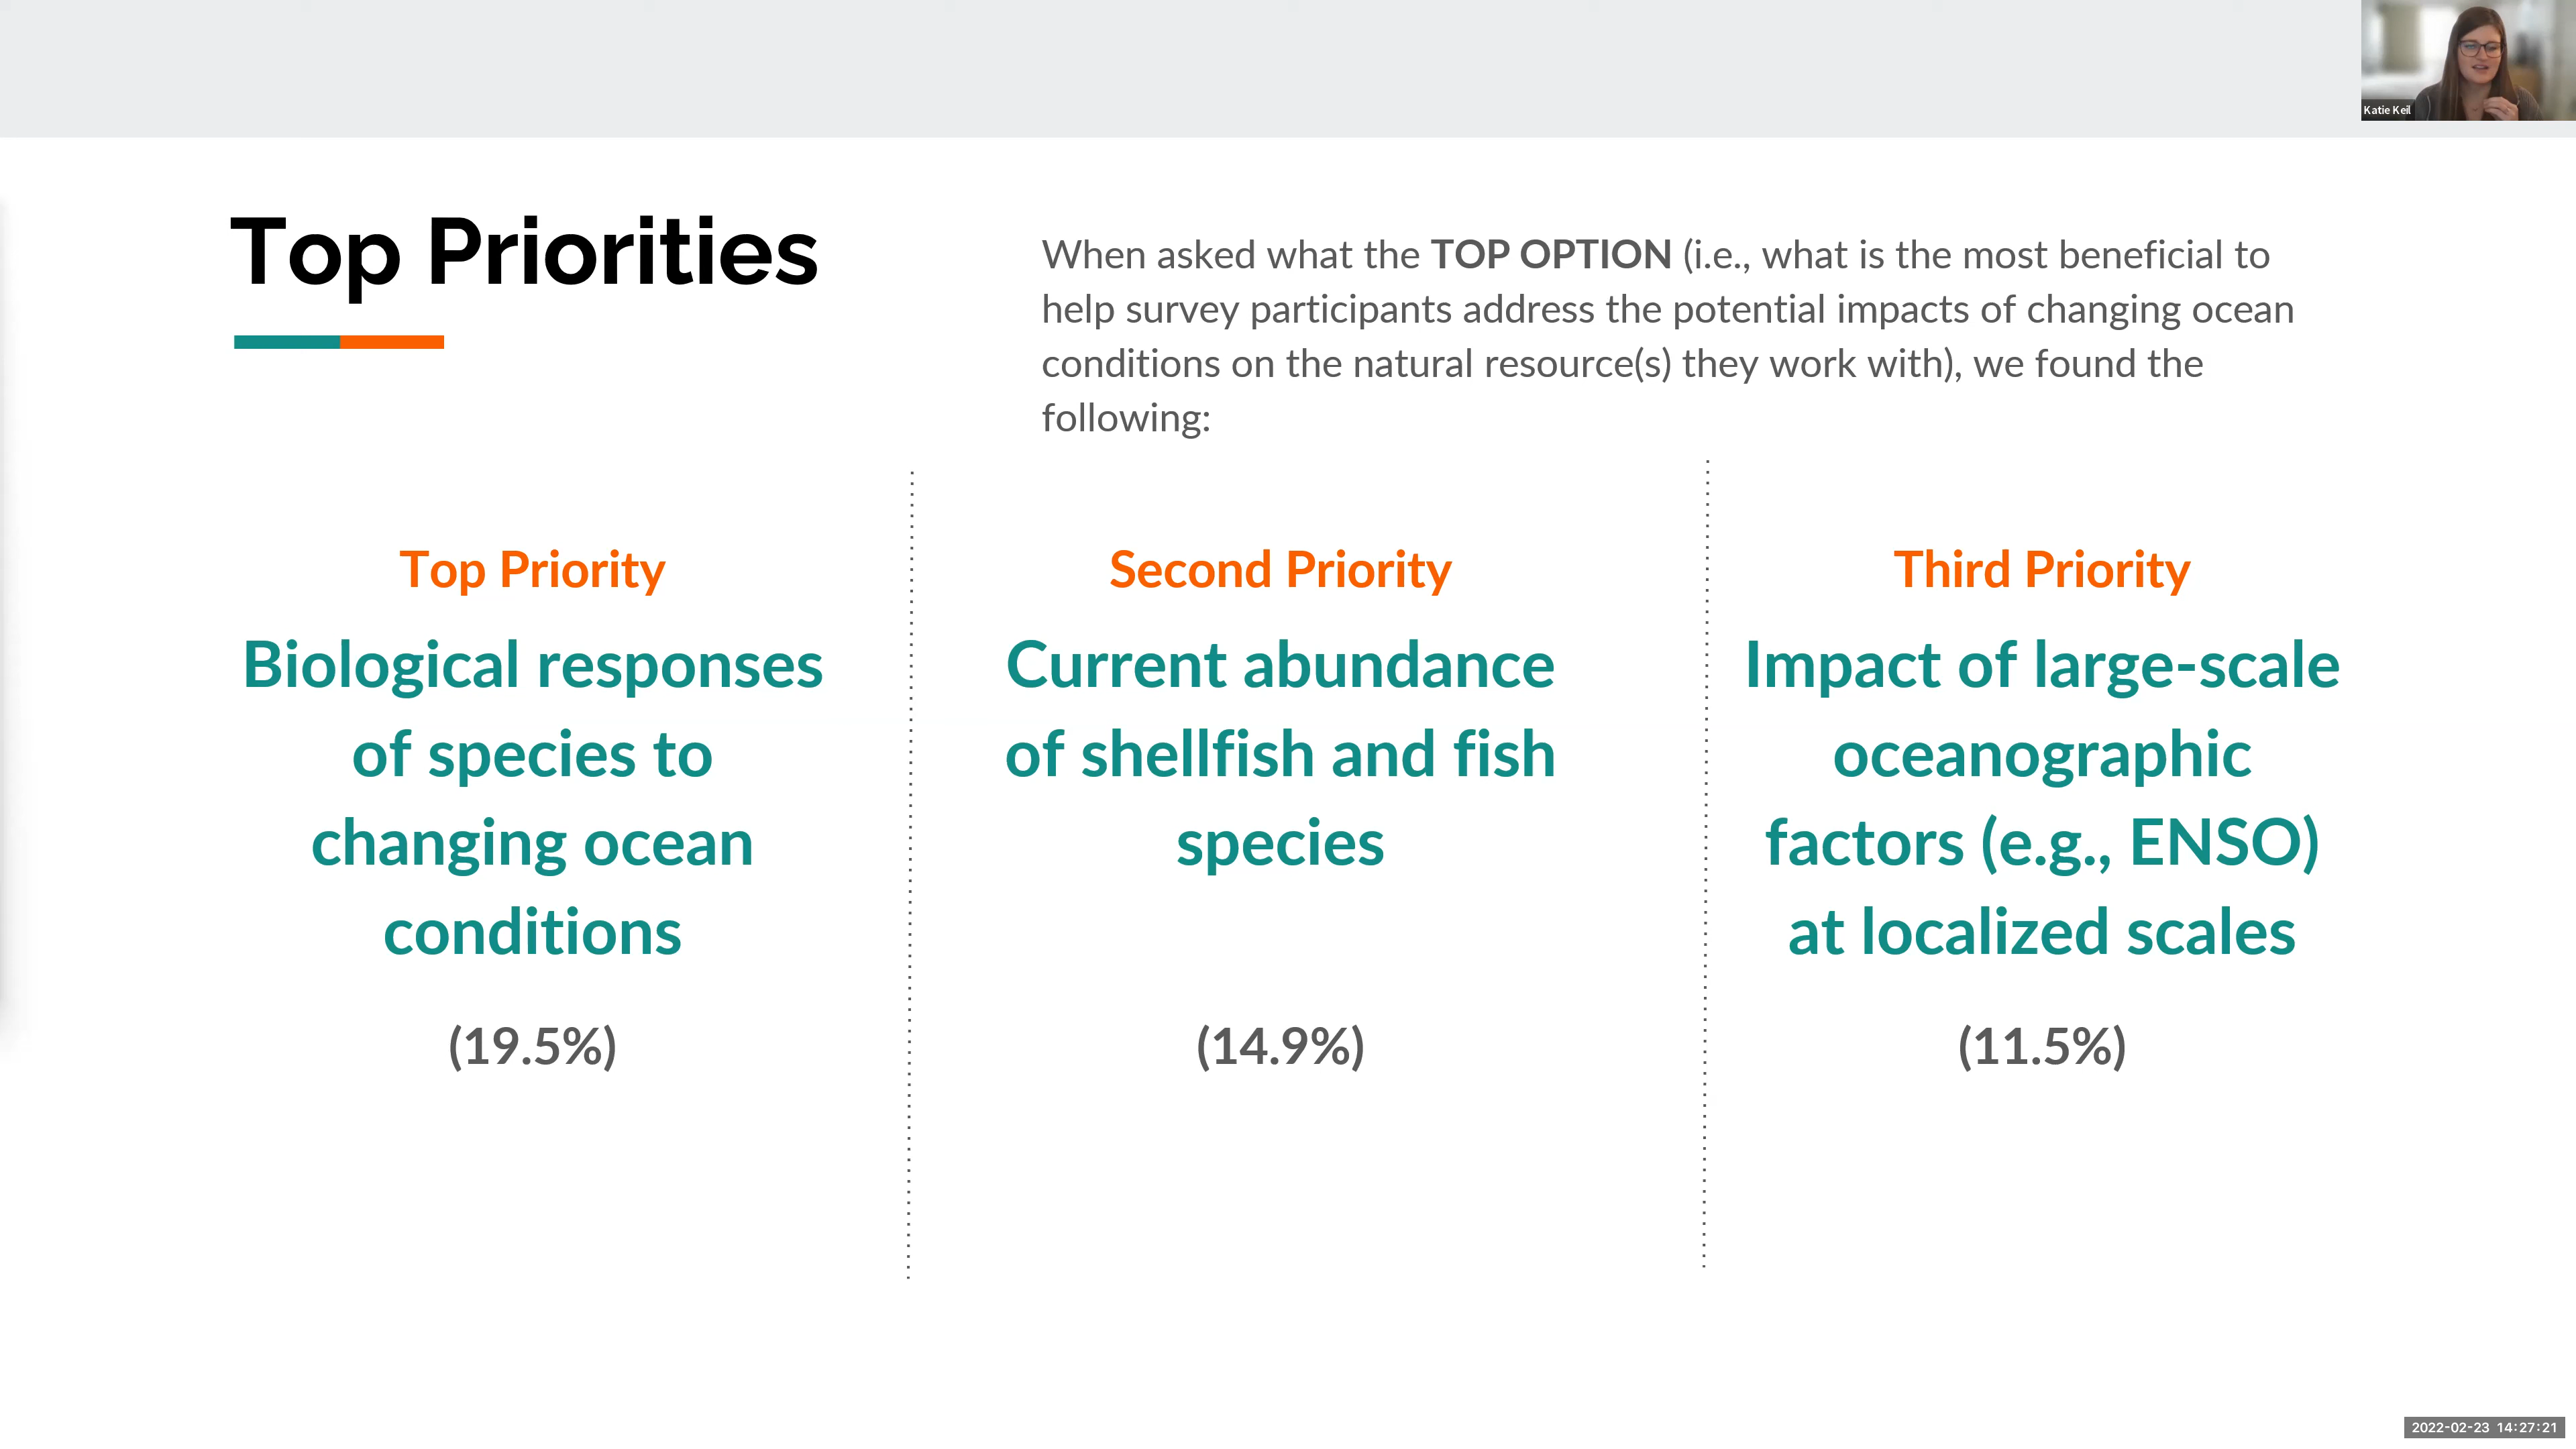 Katie Keil
Top Priorities
When asked what the TOP OPTION (i.e., what is the most beneficial to
help survey participants address the potential impacts of changing ocean
conditions on the natural resource(s) they work with), we found the
following:
Top Priority
Biological responses
of species to
changing ocean
conditions
(19.5%)
Second Priority
Current abundance
of shellfish and fish
species
(14.9%)
Third Priority
Impact of large-scale
oceanographic
factors (e.g., ENSO)
at localized scales
(11.5%)
2022-02-23 14:27:21